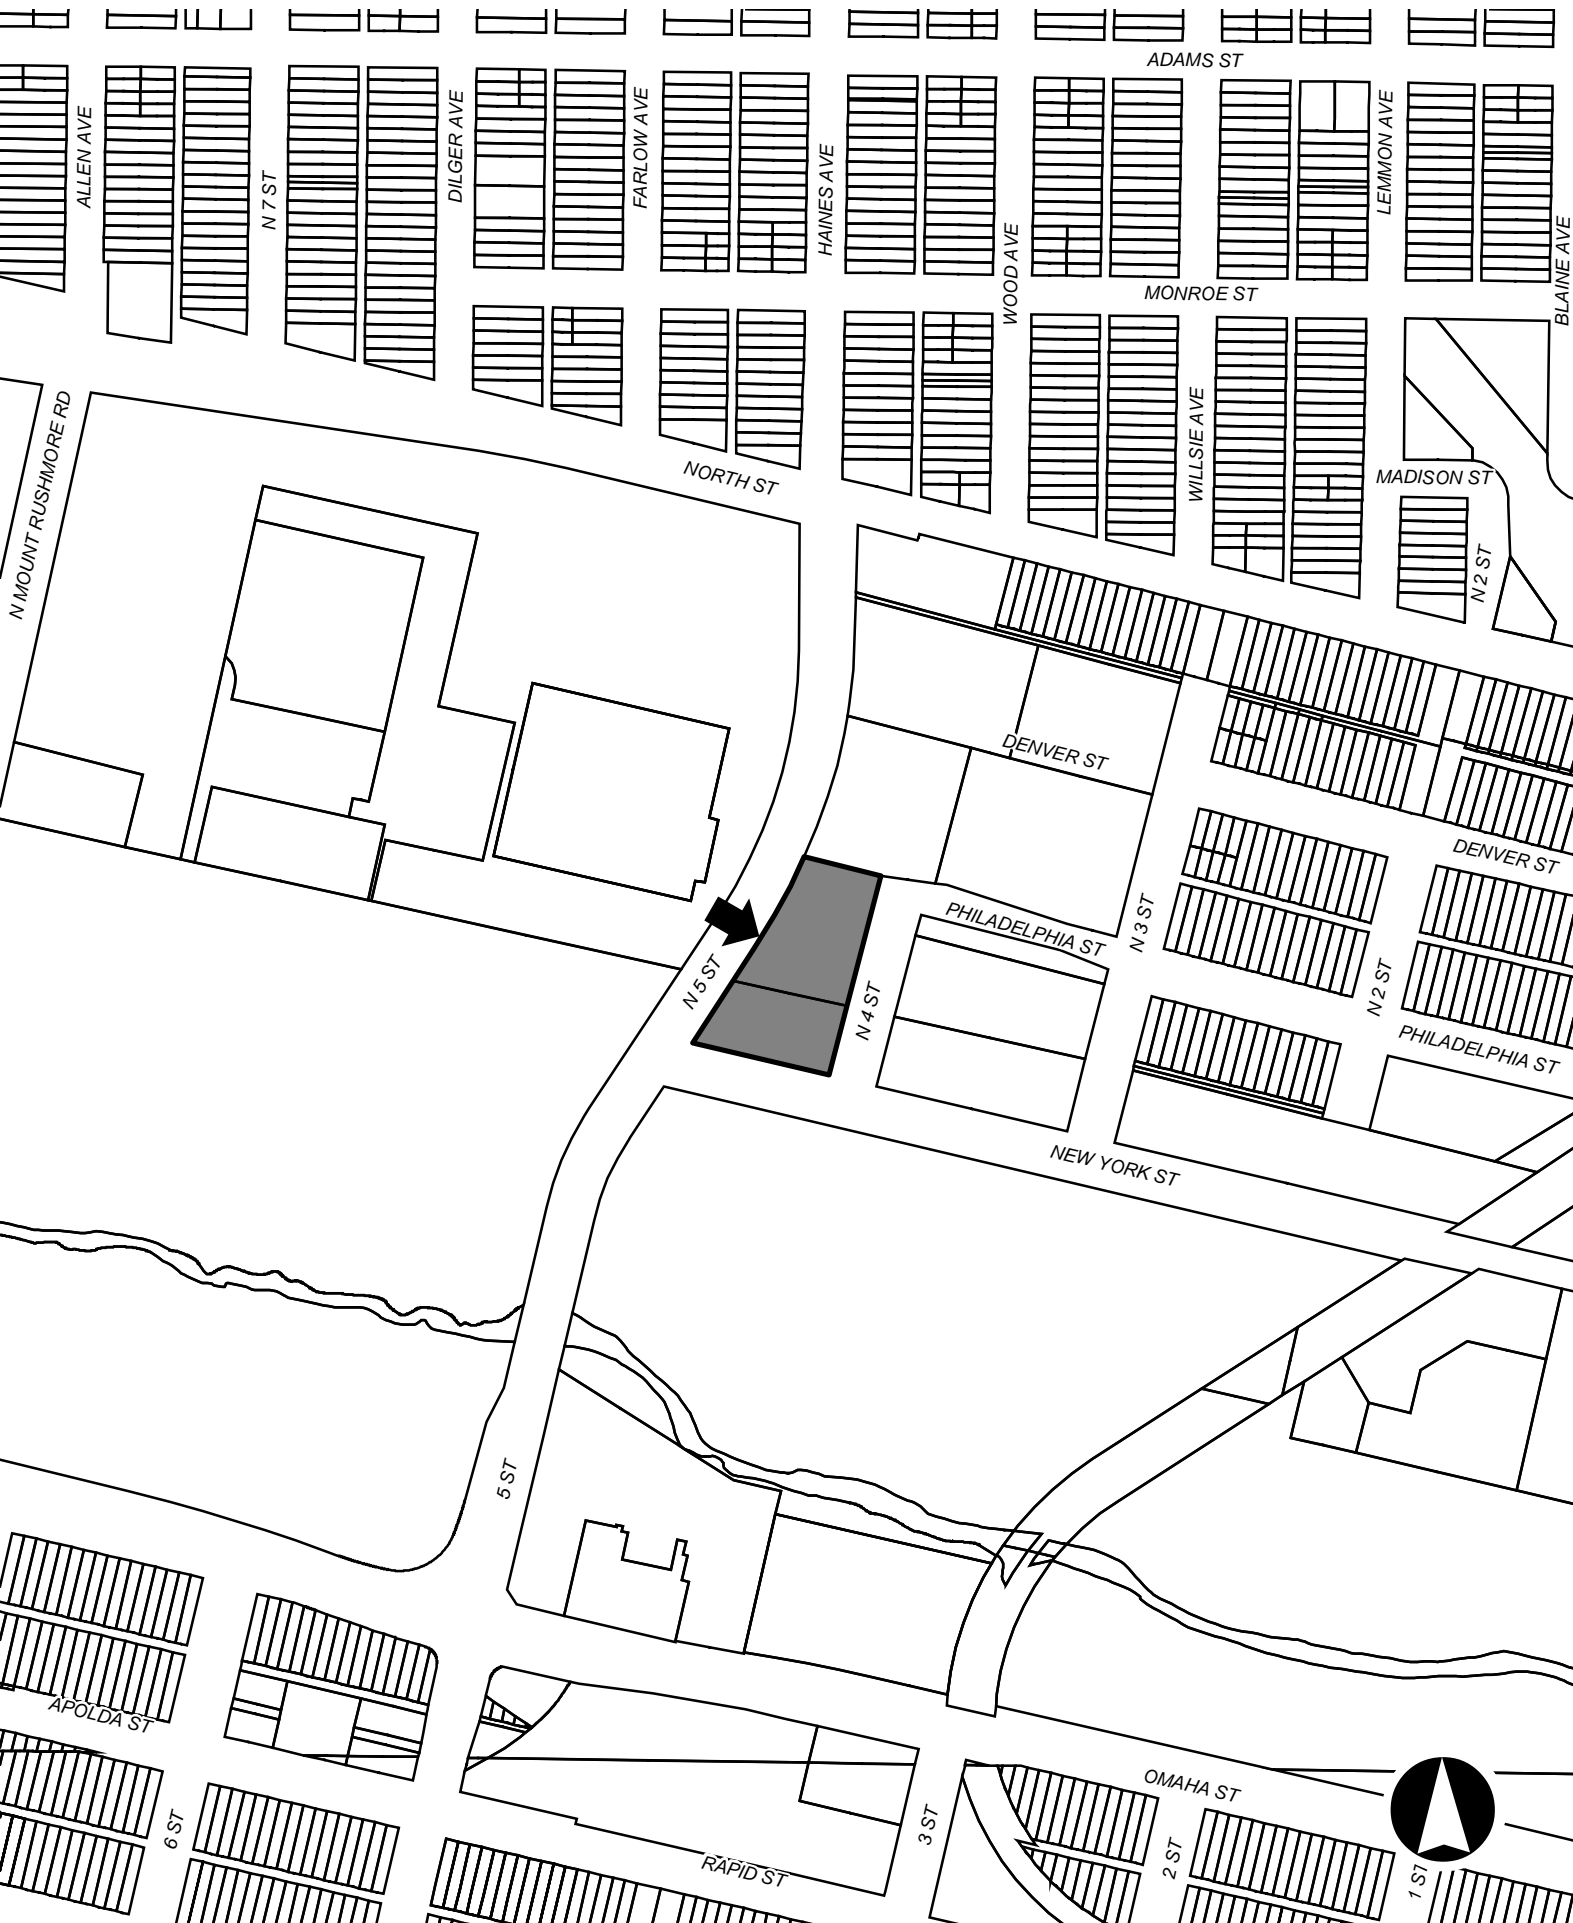 ADAMS ST
ALLEN AVE
N 7 ST
DILGER AVE
FARLOW AVE
HAINES AVE
WOOD AVE
LEMMON AVE
BLAINE AVE
MONROE ST
N MOUNT RUSHMORE RD
NORTH ST
WILLSIE AVE
MADISON ST
N 2 ST
DENVER ST
DENVER ST
PHILADELPHIA ST
N 3 ST
N 5 ST
N 4 ST
N 2 ST
PHILADELPHIA ST
NEW YORK ST
5 ST
APOLDA ST
OMAHA ST
6 ST
3 ST
2 ST
RAPID ST
1 ST